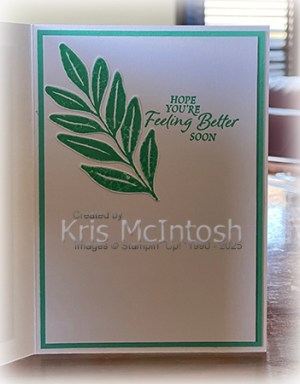 HOPE
YOU'RE
Feeling Better
SOON
Created by
Kris McIntosh
Images © Stampin' Up! 1990 - 2025